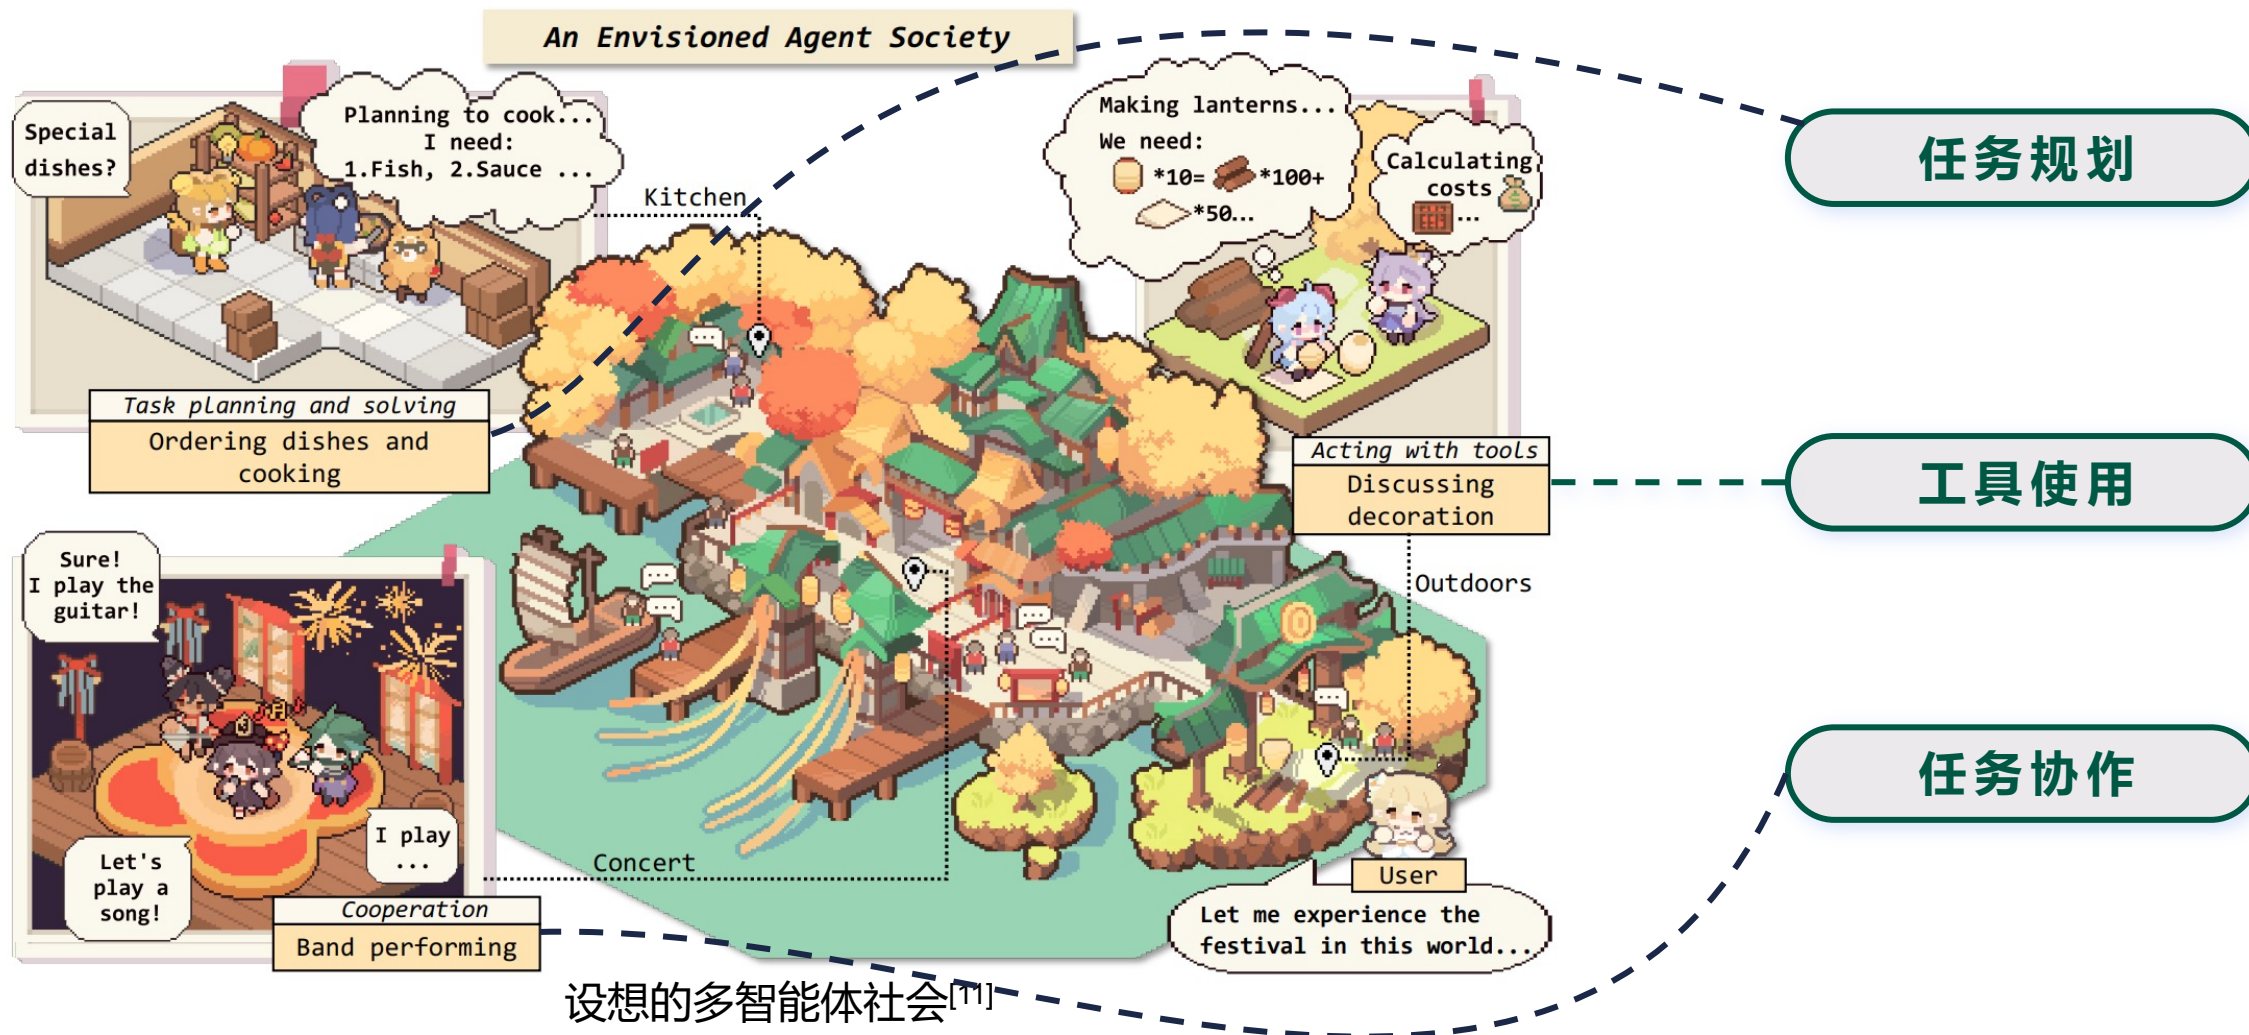 An Envisioned Agent Society
Special
dishes?
Planning to cook...
I need:
1.Fish, 2.Sauce ...
Kitchen
Task planning and solving
Ordering dishes and
cooking
Making lanterns...
We need:
*10= *100+
*50...
Calculating
costs
...
Acting with tools
Discussing
decoration
Outdoors
Sure!
I play the
guitar!
Let's
play a
song!
I play
...
Concert
Cooperation
Band performing
User
Let me experience the
festival in this world...
设想的多智能体社会[11]
任务规划
工具使用
任务协作